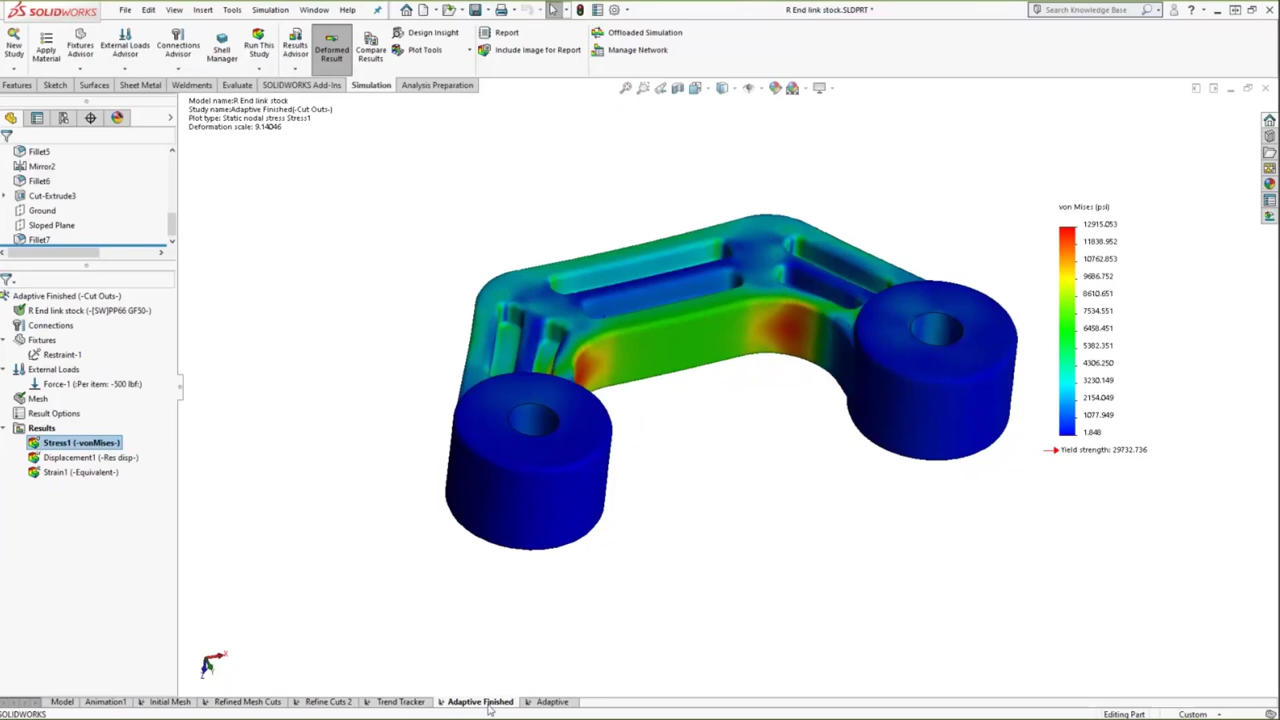 SOLIDWORKS
File Edit View Insert Tools Simulation Window Help
R End link stock.SLDPRT *
Search Knowledge Base
New Study
Apply Material
Fixtures Advisor
External Loads Advisor
Connections Advisor
Shell Manager
Run This Study
Results Advisor
Deformed Result
Compare Results
Design Insight
Plot Tools
Report
Include Image for Report
Offloaded Simulation
Manage Network
Features Sketch Surfaces Sheet Metal Weldments Evaluate SOLIDWORKS Add-Ins Simulation Analysis Preparation
Model name:R End link stock
Study name:Adaptive Finished(-Cut Outs-)
Plot type: Static nodal stress Stress1
Deformation scale: 9.14046
Fillet5
Mirror2
Fillet6
Cut-Extrude3
Ground
Sloped Plane
Fillet7
Adaptive Finished (-Cut Outs-)
R End link stock (-[SW]PP66 GF50-)
Connections
Fixtures
Restraint-1
External Loads
Force-1 (:Per item: -500 lbf:)
Mesh
Result Options
Results
Stress1 (-vonMises-)
Displacement1 (-Res disp-)
Strain1 (-Equivalent-)
von Mises (psi)
12915.053
11838.952
10762.853
9686.752
8610.651
7534.551
6458.451
5382.351
4306.250
3230.149
2154.049
1077.949
1.848
Yield strength: 29732.736
Model Animation1 Initial Mesh Refined Mesh Cuts Refine Cuts 2 Trend Tracker Adaptive Finished Adaptive
SOLIDWORKS
Editing Part
Custom